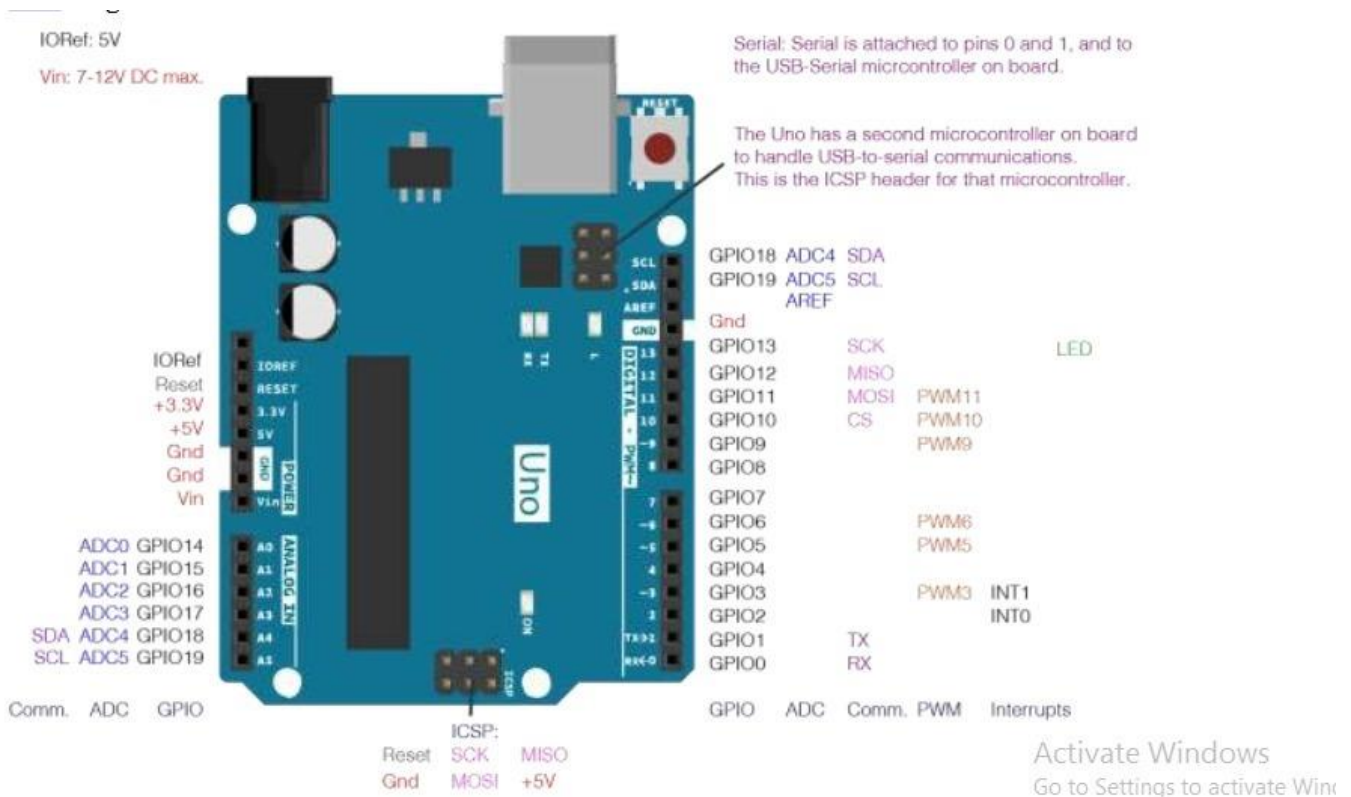 IORef: 5V
Vin: 7-12V DC max.
Serial: Serial is attached to pins 0 and 1, and to
the USB-Serial micrcontroller on board.
The Uno has a second microcontroller on board
to handle USB-to-serial communications.
This is the ICSP header for that microcontroller.
RESET
SCL
SDA
AREF
GND
13
12
11
10
~9
8
7
~6
~5
4
~3
2
TX→1
RX←0
DIGITAL - PWM~
RX
TX
L
Uno
ON
ICSP
IOREF
RESET
3.3V
5V
GND
Vin
POWER
A0
A1
A2
A3
A4
A5
ANALOG IN
IORef
Reset
+3.3V
+5V
Gnd
Gnd
Vin
ADC0 GPIO14
ADC1 GPIO15
ADC2 GPIO16
ADC3 GPIO17
SDA ADC4 GPIO18
SCL ADC5 GPIO19
Comm. ADC GPIO
GPIO18 ADC4 SDA
GPIO19 ADC5 SCL
AREF
Gnd
GPIO13 SCK LED
GPIO12 MISO
GPIO11 MOSI PWM11
GPIO10 CS PWM10
GPIO9 PWM9
GPIO8
GPIO7
GPIO6 PWM6
GPIO5 PWM5
GPIO4
GPIO3 PWM3 INT1
GPIO2 INT0
GPIO1 TX
GPIO0 RX
GPIO ADC Comm. PWM Interrupts
ICSP:
Reset SCK MISO
Gnd MOSI +5V
Activate Windows
Go to Settings to activate Wind